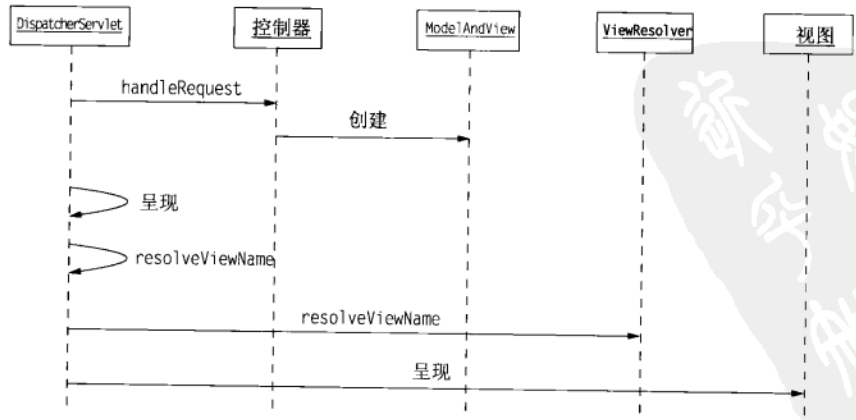 DispatcherServlet
控制器
ModelAndView
ViewResolver
视图
handleRequest
创建
呈现
resolveViewName
resolveViewName
呈现